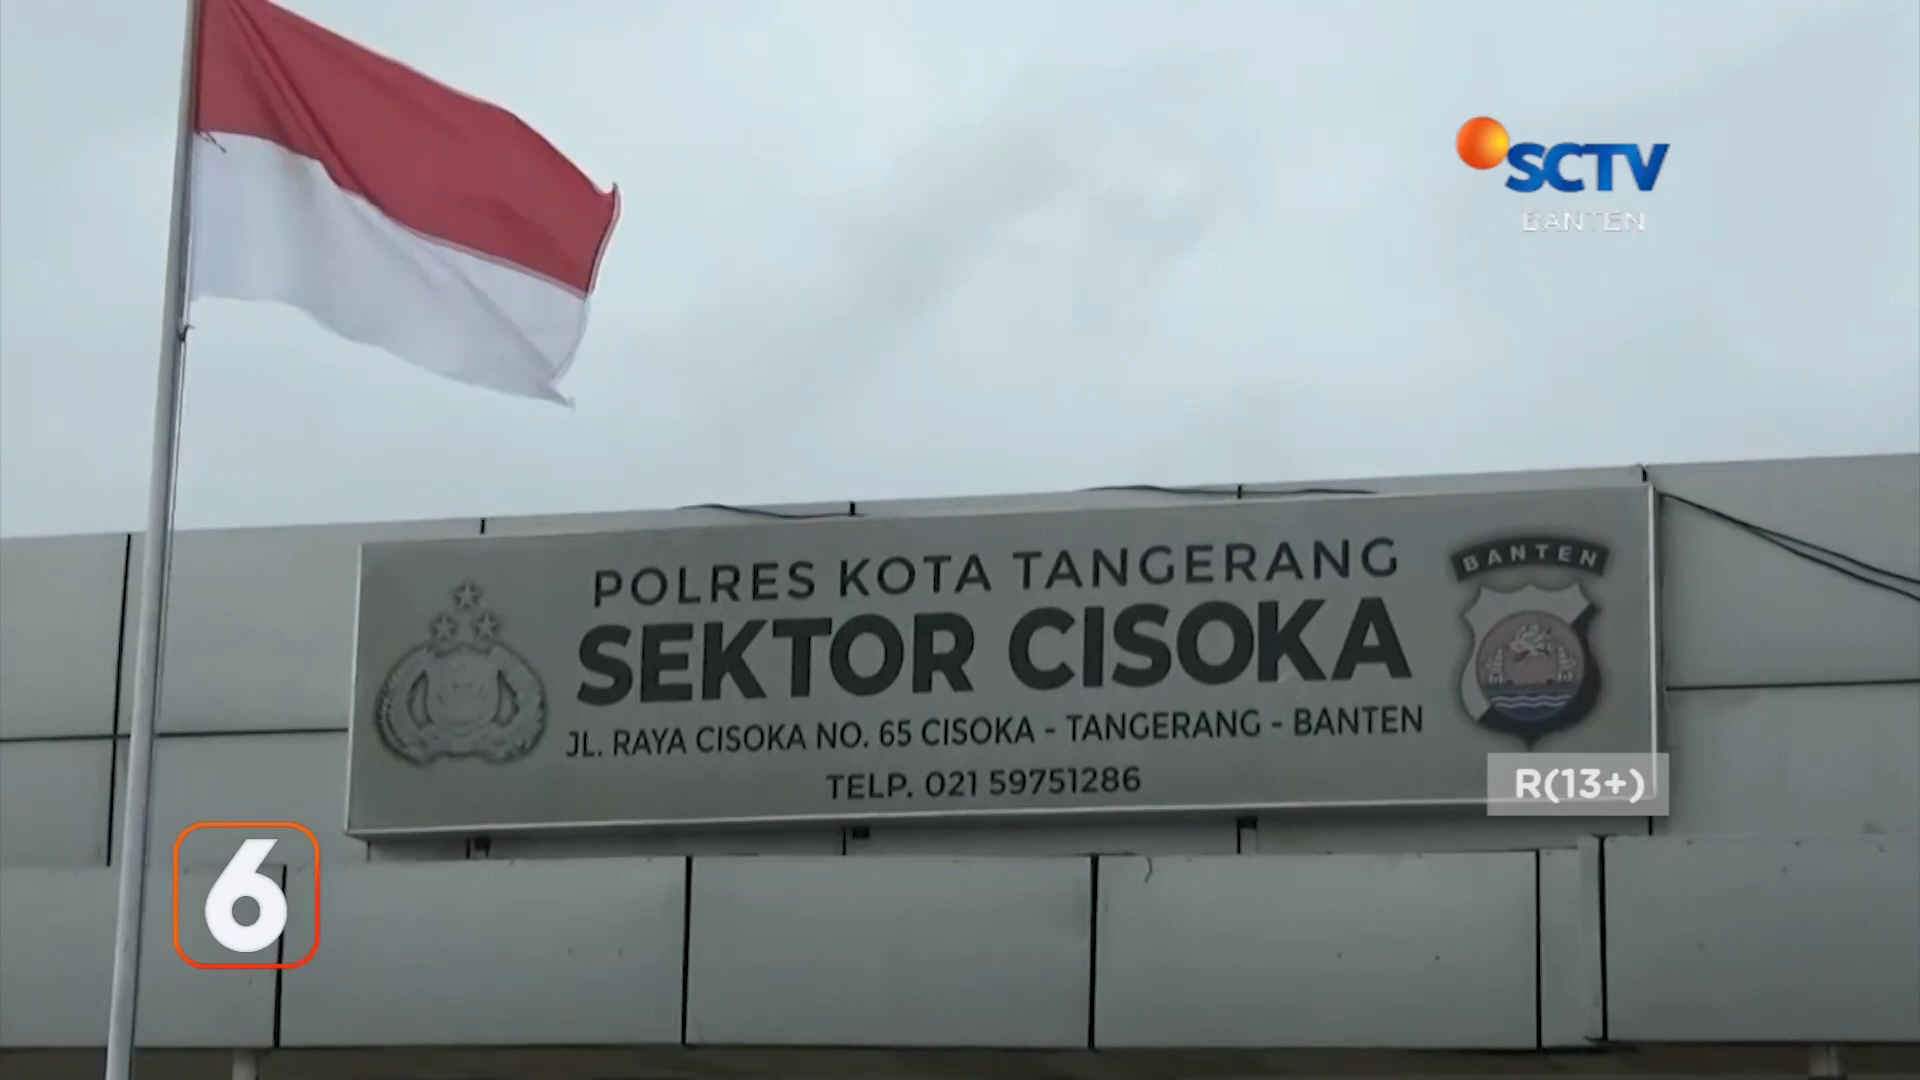 SCTV
BANTEN
POLRES KOTA TANGERANG
SEKTOR CISOKA
JL. RAYA CISOKA NO. 65 CISOKA - TANGERANG - BANTEN
TELP. 021 59751286
BANTEN
R(13+)
6